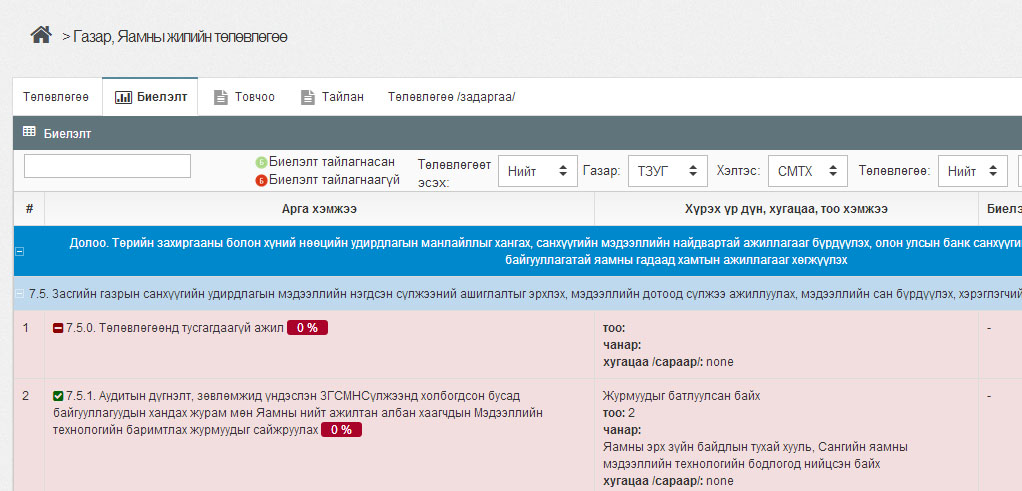 > Газар, Яамны жилийн төлөвлөгөө
Төлөвлөгөө Биелэлт Товчоо Тайлан Төлөвлөгөө /задаргаа/
Биелэлт
Б Биелэлт тайлагнасан
Б Биелэлт тайлагнаагүй
Төлөвлөгөөт эсэх: Нийт Газар: ТЗУГ Хэлтэс: СМТХ Төлөвлөгөө: Нийт
# Арга хэмжээ Хүрэх үр дүн, хугацаа, тоо хэмжээ Биелэ
Долоо. Төрийн захиргааны болон хүний нөөцийн удирдлагын манлайллыг хангах, санхүүгийн мэдээллийн найдвартай ажиллагааг бүрдүүлэх, олон улсын банк санхүүги
байгууллагатай яамны гадаад хамтын ажиллагааг хөгжүүлэх
7.5. Засгийн газрын санхүүгийн удирдлагын мэдээллийн нэгдсэн сүлжээний ашиглалтыг эрхлэх, мэдээллийн дотоод сүлжээ ажиллуулах, мэдээллийн сан бүрдүүлэх, хэрэглэгчий
1 7.5.0. Төлөвлөгөөнд тусгагдаагүй ажил 0 %
тоо:
чанар:
хугацаа /сараар/: none
-
2 7.5.1. Аудитын дүгнэлт, зөвлөмжид үндэслэн ЗГСМНСүлжээнд холбогдсон бусад
байгууллагуудын хандах журам мөн Яамны нийт ажилтан албан хаагчдын Мэдээллийн
технологийн баримтлах журмуудыг сайжруулах 0 %
Журмуудыг батлуулсан байх
тоо: 2
чанар:
Яамны эрх зүйн байдлын тухай хууль, Сангийн яамны
мэдээллийн технологийн бодлогод нийцсэн байх
хугацаа /сараар/: none
-